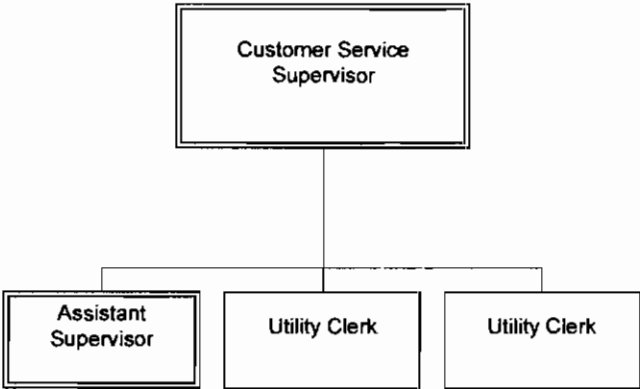 Customer Service
Supervisor
Assistant
Supervisor
Utility Clerk
Utility Clerk